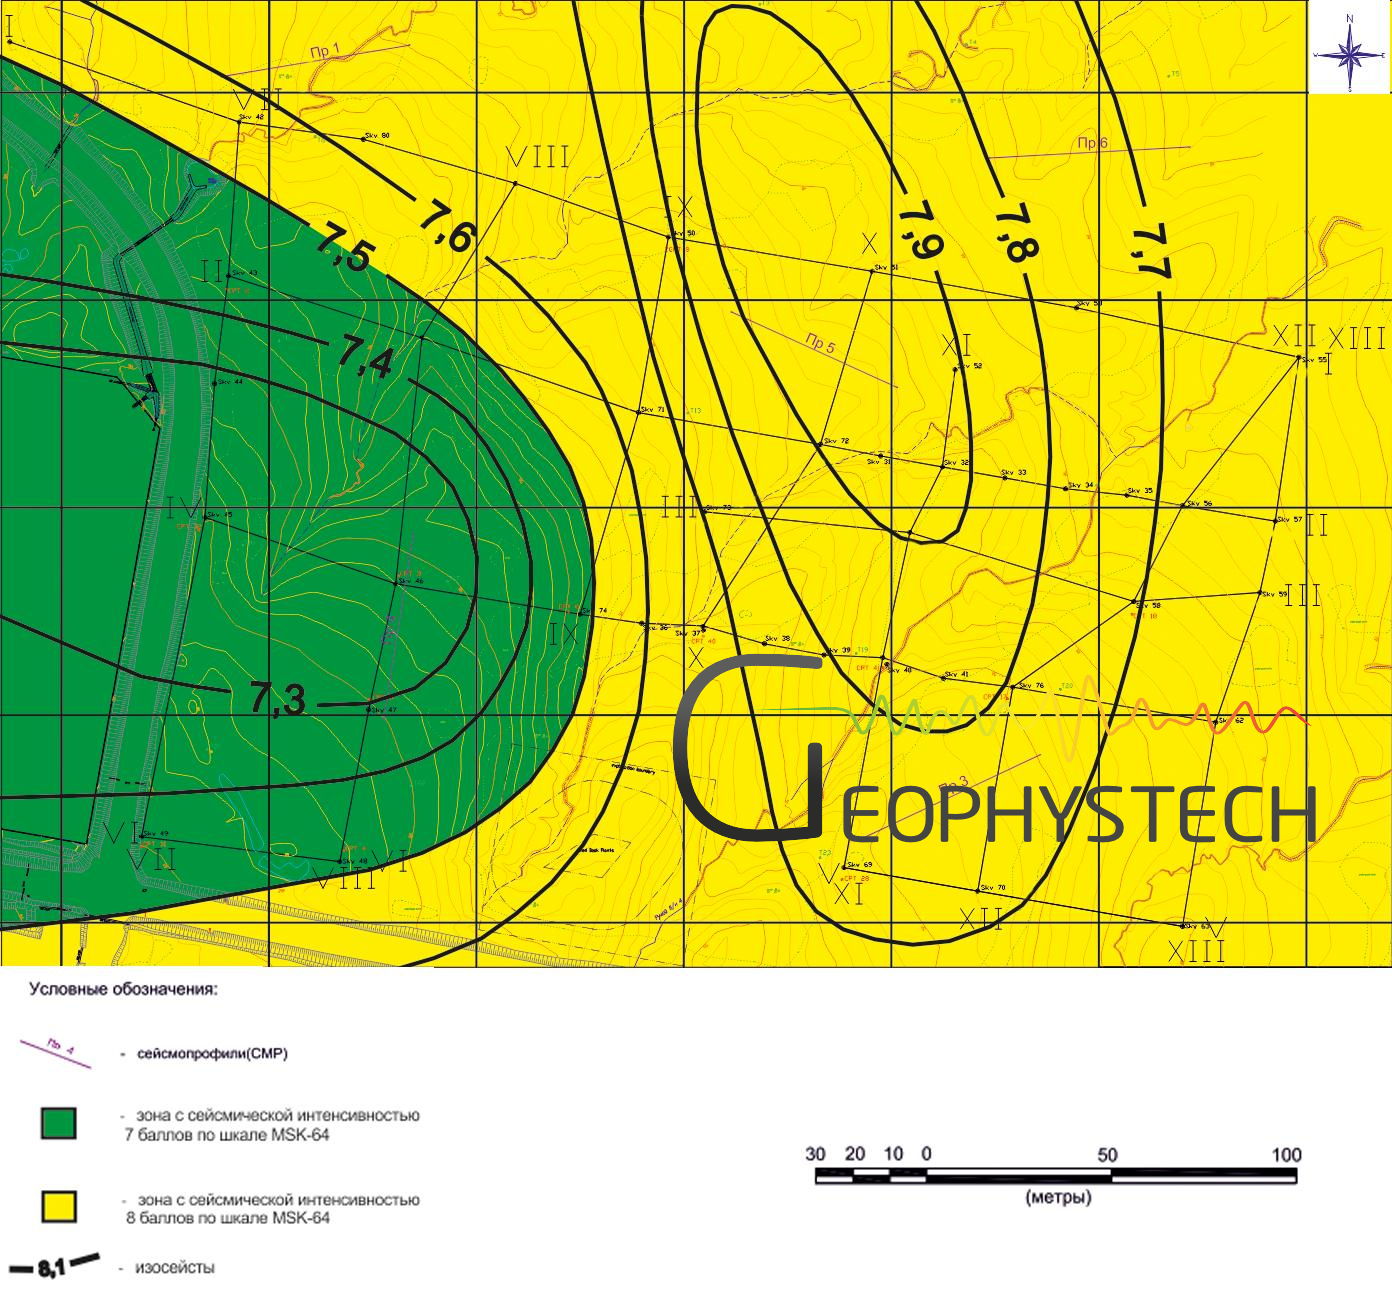 N
I
Пр 1
VII
Skv 42
Skv 80
VIII
Пр 6
IX
Skv 50
X
Skv 51
7,6
7,5
7,9
7,8
7,7
II
Skv 43
XI
Skv 52
XII
XIII
Skv 55
I
Пр 5
7,4
Skv 44
Skv 71
T13
Skv 72
Skv 31
Skv 32
Skv 33
Skv 34
Skv 35
Skv 56
Skv 57
II
IV
Skv 45
III
Skv 73
Skv 46
Skv 74
Skv 36
Skv 37
Skv 38
Skv 39
T19
Skv 40
Skv 41
Skv 76
T20
Skv 58
Skv 59
III
IX
X
7,3
Skv 47
Skv 62
GEOPHYSTECH
Пр 3
VI
Skv 49
VII
VIII
Skv 48
VI
T23
V
Skv 69
XI
Skv 70
XII
Skv 63
V
XIII
Условные обозначения:
Пр 4
- сейсмопрофили(СМР)
- зона с сейсмической интенсивностью
7 баллов по шкале MSK-64
- зона с сейсмической интенсивностью
8 баллов по шкале MSK-64
8,1
- изосейсты
30 20 10 0 50 100
(метры)